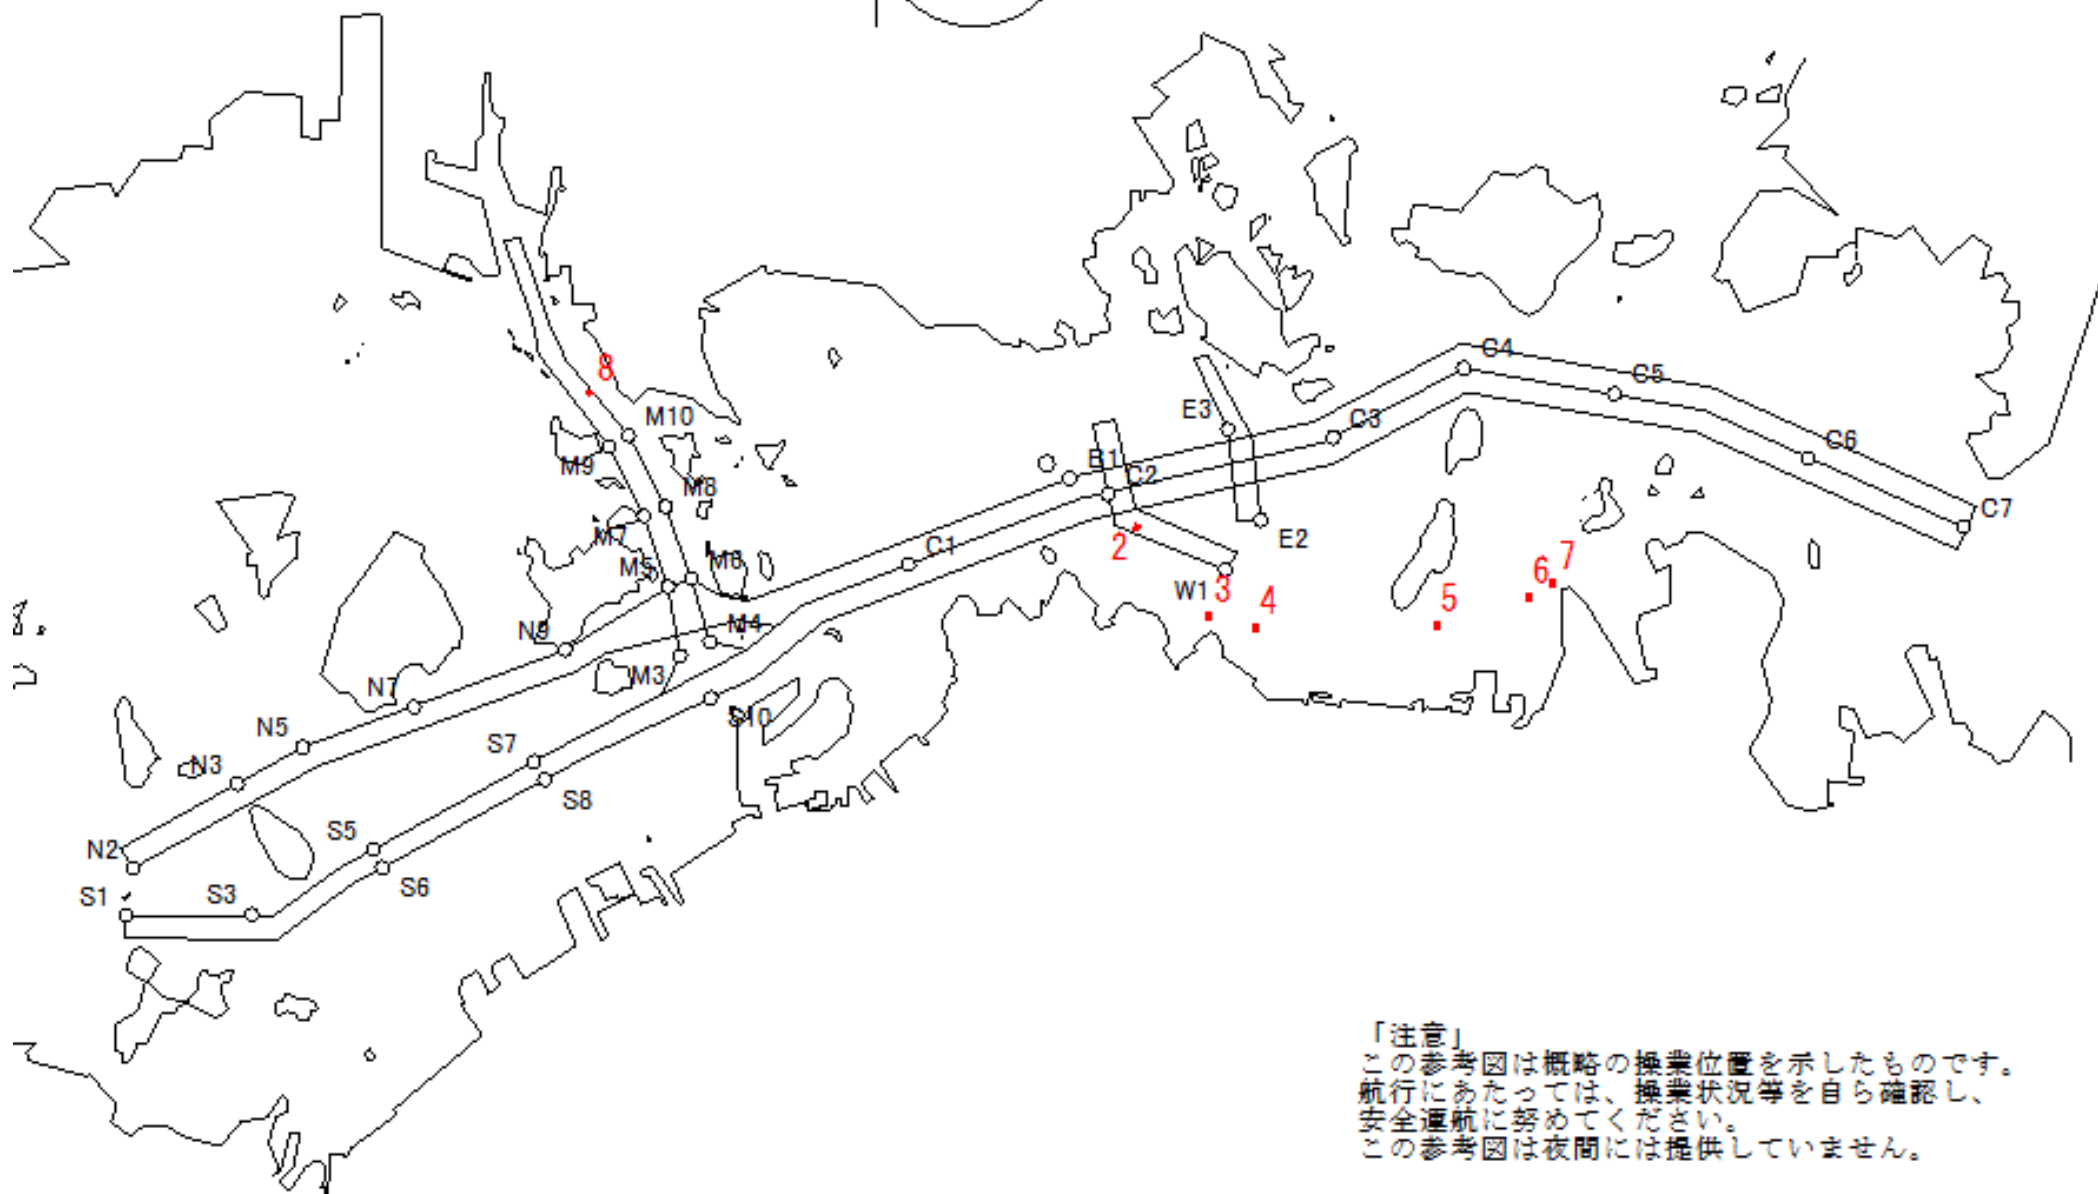 C4
8
C5
E3
M10
C3
C6
M9
B1
C2
M8
C7
M7
2
E2
C1
M5
M6
W1
3
4
5
6
7
N9
M4
M3
N7
S10
N5
S7
N3
S8
S5
N2
S6
S1
S3
「注意」
この参考図は概略の操業位置を示したものです。
航行にあたっては、操業状況等を自ら確認し、
安全運航に努めてください。
この参考図は夜間には提供していません。